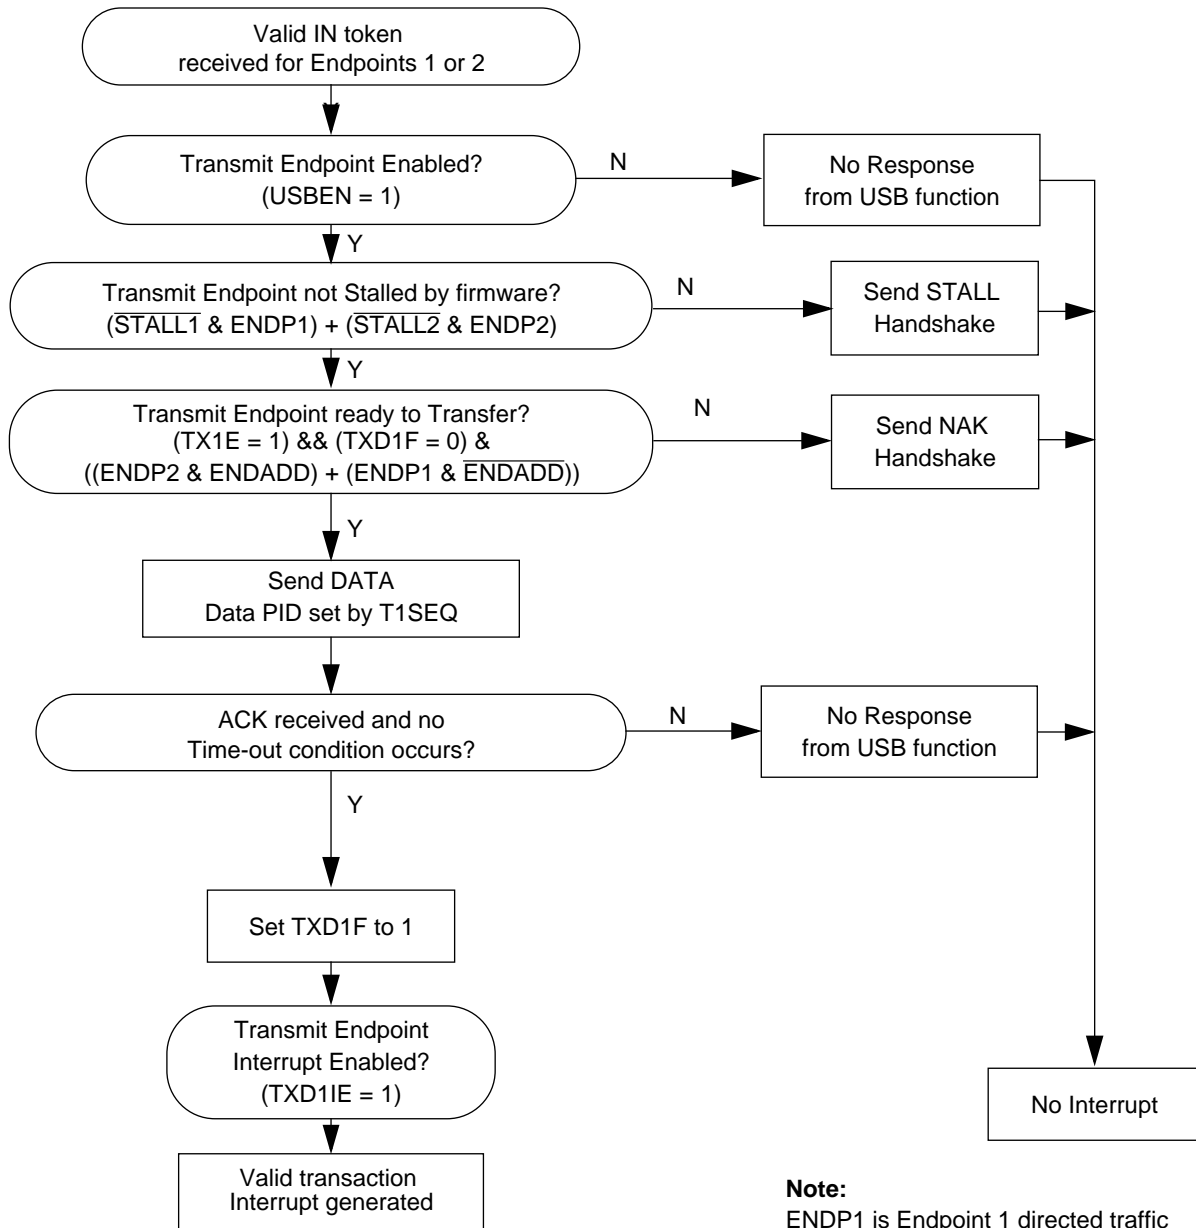 Valid IN token
received for Endpoints 1 or 2
Transmit Endpoint Enabled?
(USBEN = 1)
N
No Response
from USB function
Y
Transmit Endpoint not Stalled by firmware?
(S̅T̅A̅L̅L̅1̅ & ENDP1) + (S̅T̅A̅L̅L̅2̅ & ENDP2)
N
Send STALL
Handshake
Y
Transmit Endpoint ready to Transfer?
(TX1E = 1) && (TXD1F = 0) &
((ENDP2 & ENDADD) + (ENDP1 & E̅N̅D̅A̅D̅D̅))
N
Send NAK
Handshake
Y
Send DATA
Data PID set by T1SEQ
ACK received and no
Time-out condition occurs?
N
No Response
from USB function
Y
Set TXD1F to 1
Transmit Endpoint
Interrupt Enabled?
(TXD1IE = 1)
No Interrupt
Valid transaction
Interrupt generated
Note:
ENDP1 is Endpoint 1 directed traffic